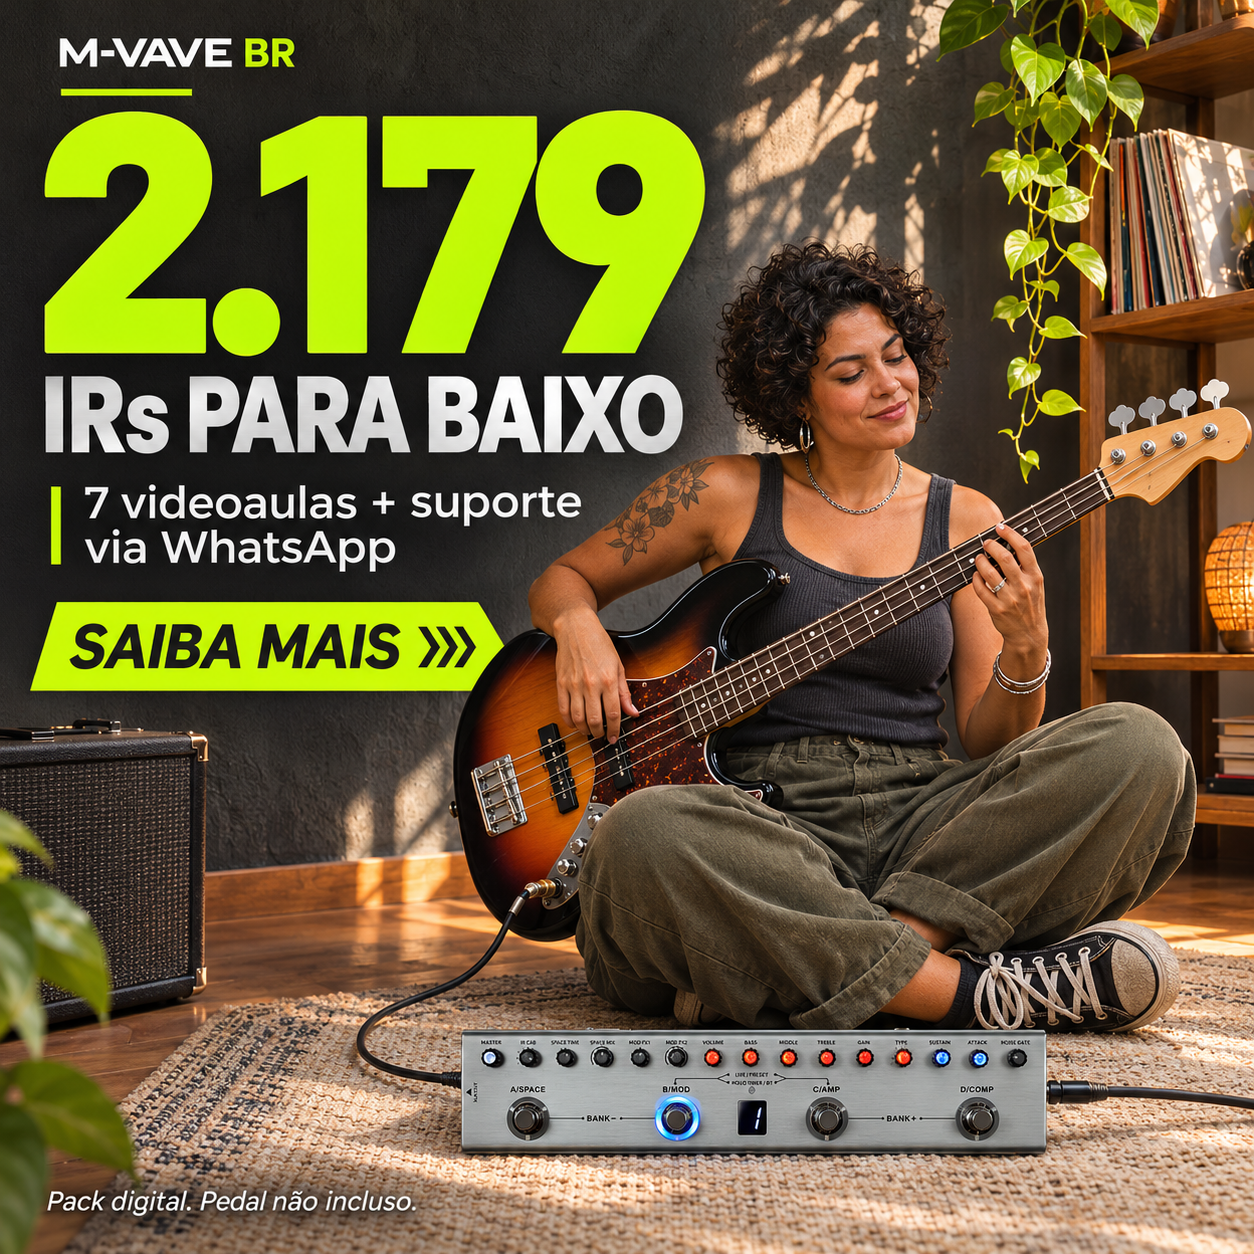 M-VAVE BR
2.179
IRs PARA BAIXO
7 videoaulas + suporte
via WhatsApp
SAIBA MAIS
MASTER IR CAB SPACE TIME SPACE MIX MOD FX1 MOD FX2 VOLUME BASS MIDDLE TREBLE GAIN TYPE SUSTAIN ATTACK NOISE GATE
LIVE/PRESET
A/SPACE B/MOD C/AMP D/COMP
BANK- BANK+
Pack digital. Pedal não incluso.